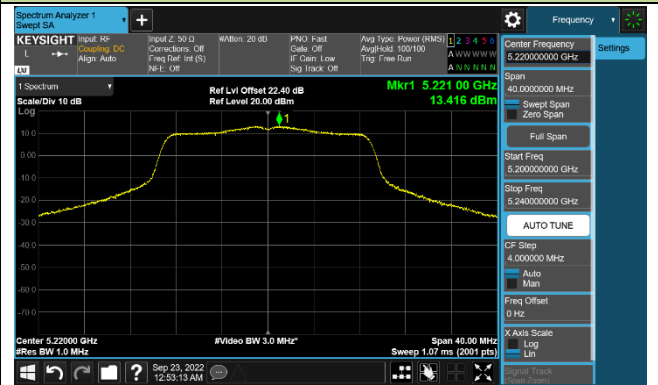 Spectrum Analyzer 1
Swept SA
Frequency
KEYSIGHT
L
LXI
Input: RF
Coupling: DC
Align: Auto
Input Z: 50 Ω
Corrections: Off
Freq Ref: Int (S)
NFE: Off
#Atten: 20 dB
PNO: Fast
Gate: Off
IF Gain: Low
Sig Track: Off
Avg Type: Power (RMS)
Avg|Hold: 100/100
Trig: Free Run
1 2 3 4 5 6
A W W W W W
A N N N N N
1 Spectrum
Scale/Div 10 dB
Log
Ref Lvl Offset 22.40 dB
Ref Level 20.00 dBm
Mkr1 5.221 00 GHz
13.416 dBm
1
10.0
0.00
-10.0
-20.0
-30.0
-40.0
-50.0
-60.0
-70.0
Center 5.22000 GHz
#Res BW 1.0 MHz
#Video BW 3.0 MHz*
Span 40.00 MHz
Sweep 1.07 ms (2001 pts)
Sep 23, 2022
12:53:13 AM
?
Center Frequency
5.220000000 GHz
Settings
Span
40.0000000 MHz
Swept Span
Zero Span
Full Span
Start Freq
5.200000000 GHz
Stop Freq
5.240000000 GHz
AUTO TUNE
CF Step
4.000000 MHz
Auto
Man
Freq Offset
0 Hz
X Axis Scale
Log
Lin
Signal Track
(Span Zoom)